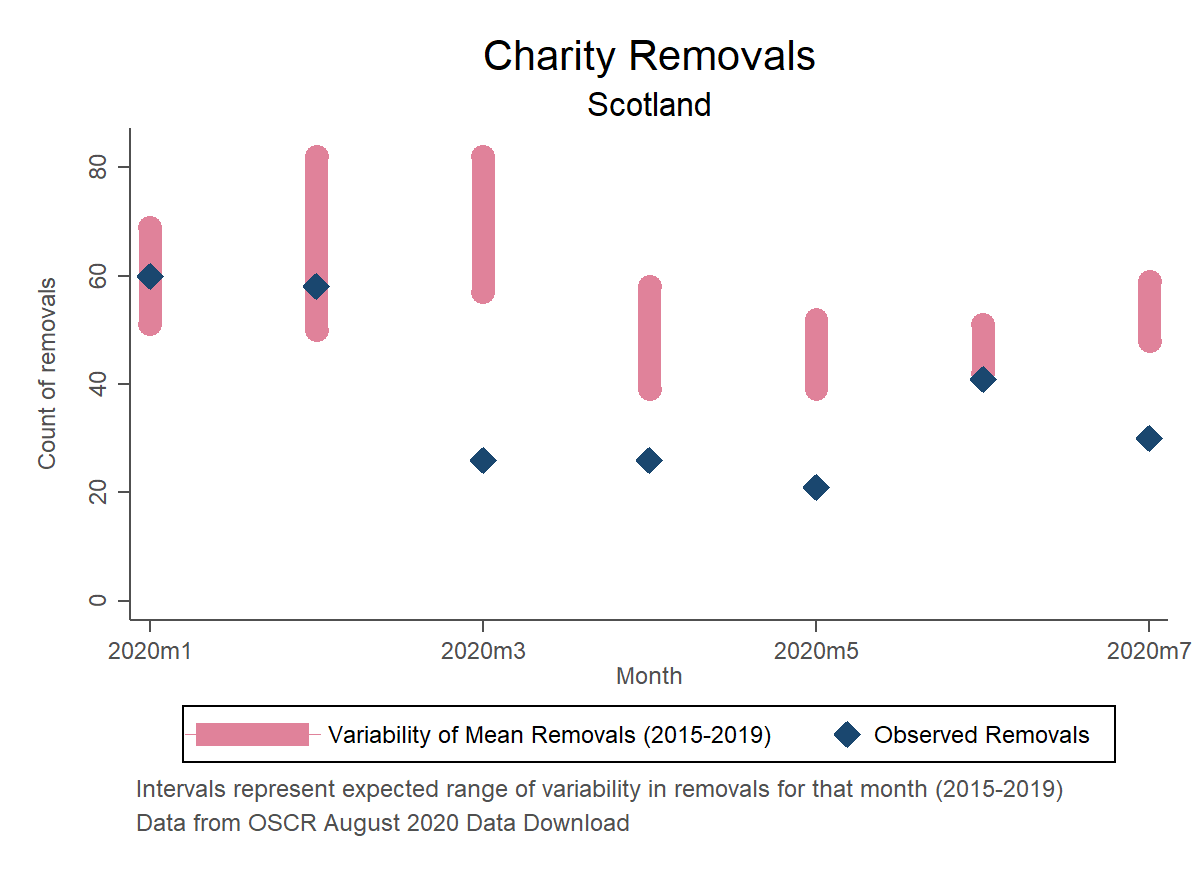 Charity Removals
Scotland
Count of removals
80
60
40
20
0
2020m1 2020m3 2020m5 2020m7
Month
Variability of Mean Removals (2015-2019) Observed Removals
Intervals represent expected range of variability in removals for that month (2015-2019)
Data from OSCR August 2020 Data Download